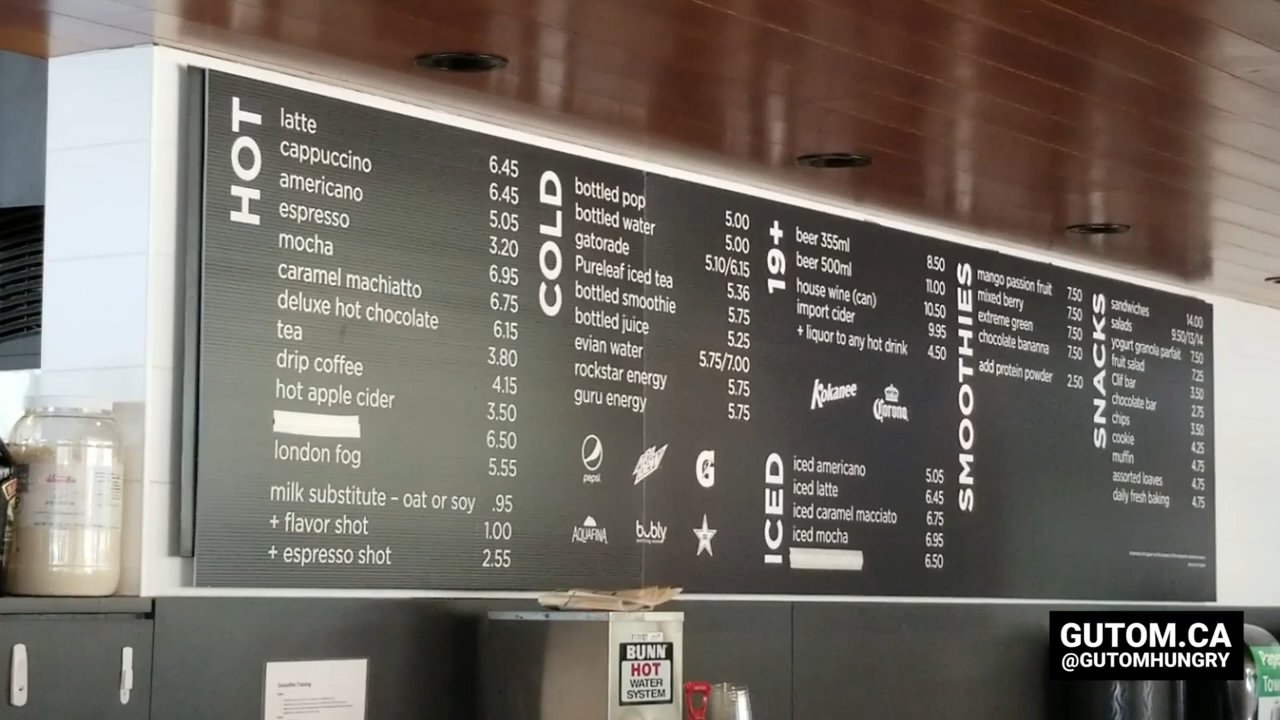 HOT
latte 6.45
cappuccino 6.45
americano 5.05
espresso 3.20
mocha 6.95
caramel machiatto 6.75
deluxe hot chocolate 6.15
tea 3.80
drip coffee 4.15
hot apple cider 3.50
6.50
london fog 5.55
milk substitute - oat or soy .95
+ flavor shot 1.00
+ espresso shot 2.55
COLD
bottled pop 5.00
bottled water 5.00
gatorade 5.10/6.15
Pureleaf iced tea 5.36
bottled smoothie 5.75
bottled juice 5.25
evian water 5.75/7.00
rockstar energy 5.75
guru energy 5.75
pepsi
G
AQUAFINA
bubly
19+
beer 355ml 8.50
beer 500ml 11.00
house wine (can) 10.50
import cider 9.95
+ liquor to any hot drink 4.50
Kokanee
Corona
ICED
iced americano 5.05
iced latte 6.45
iced caramel macciato 6.75
iced mocha 6.95
6.50
SMOOTHIES
mango passion fruit 7.50
mixed berry 7.50
extreme green 7.50
chocolate bananna 7.50
add protein powder 2.50
SNACKS
sandwiches 14.00
salads 9.50/13/14
yogurt granola parfait 7.50
fruit salad 7.25
Clif bar 3.50
chocolate bar 2.75
chips 3.50
cookie 4.25
muffin 4.75
assorted loaves 4.75
daily fresh baking 4.75
BUNN
HOT
WATER
SYSTEM
GUTOM.CA
@GUTOMHUNGRY